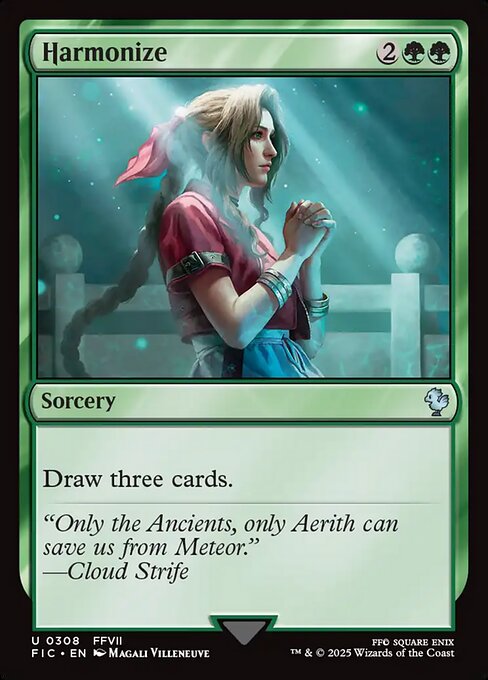 Harmonize 2
Sorcery
Draw three cards.
“Only the Ancients, only Aerith can
save us from Meteor.”
—Cloud Strife
U 0308 FFVII
FIC • EN Magali Villeneuve
FF© SQUARE ENIX
™ & © 2025 Wizards of the Coast